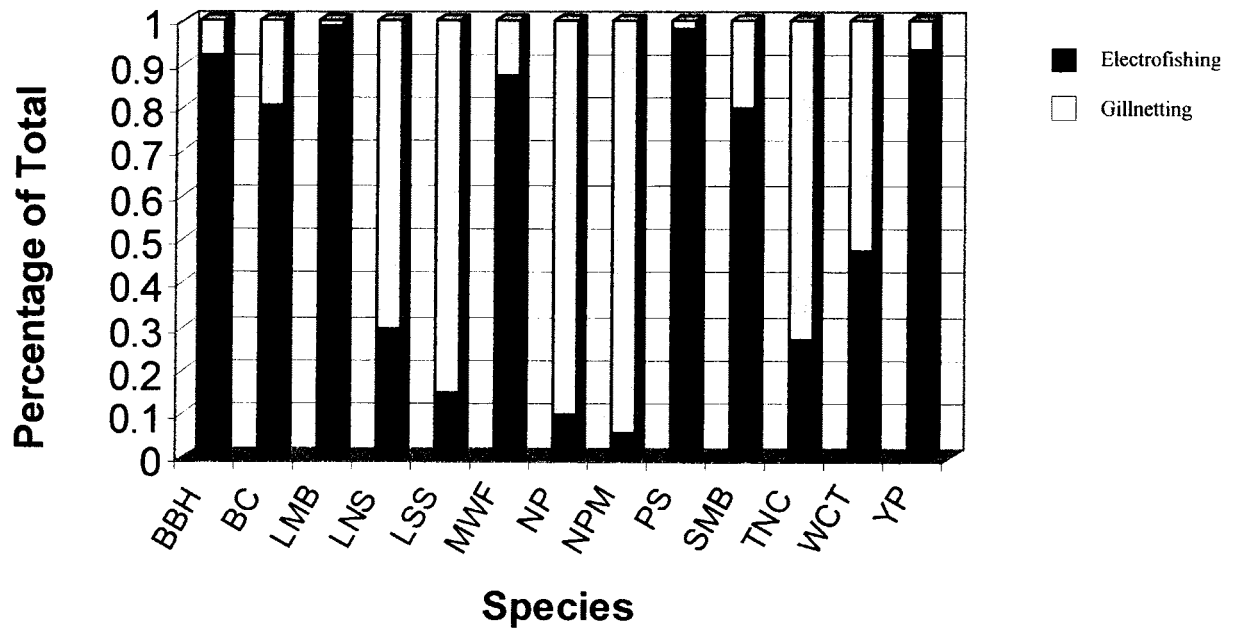 Percentage of Total
1
0.9
0.8
0.7
0.6
0.5
0.4
0.3
0.2
0.1
0
BBH
BC
LMB
LNS
LSS
MWF
NP
NPM
PS
SMB
TNC
WCT
YP
Species
Electrofishing
Gillnetting